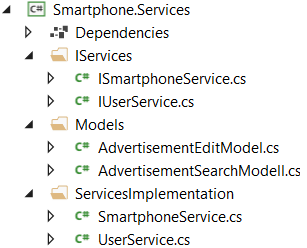 Smartphone.Services
Dependencies
IServices
C# ISmartphoneService.cs
C# IUserService.cs
Models
C# AdvertisementEditModel.cs
C# AdvertisementSearchModell.cs
ServicesImplementation
C# SmartphoneService.cs
C# UserService.cs